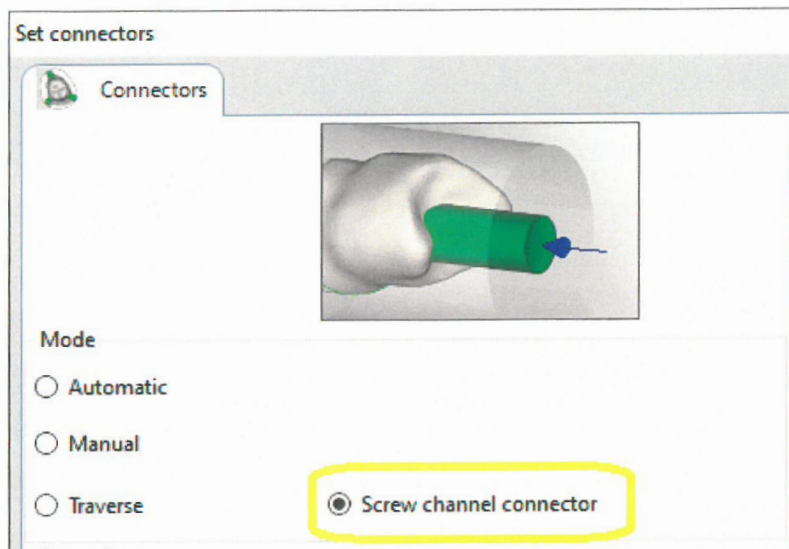 Set connectors
Connectors
Mode
Automatic
Manual
Traverse
Screw channel connector